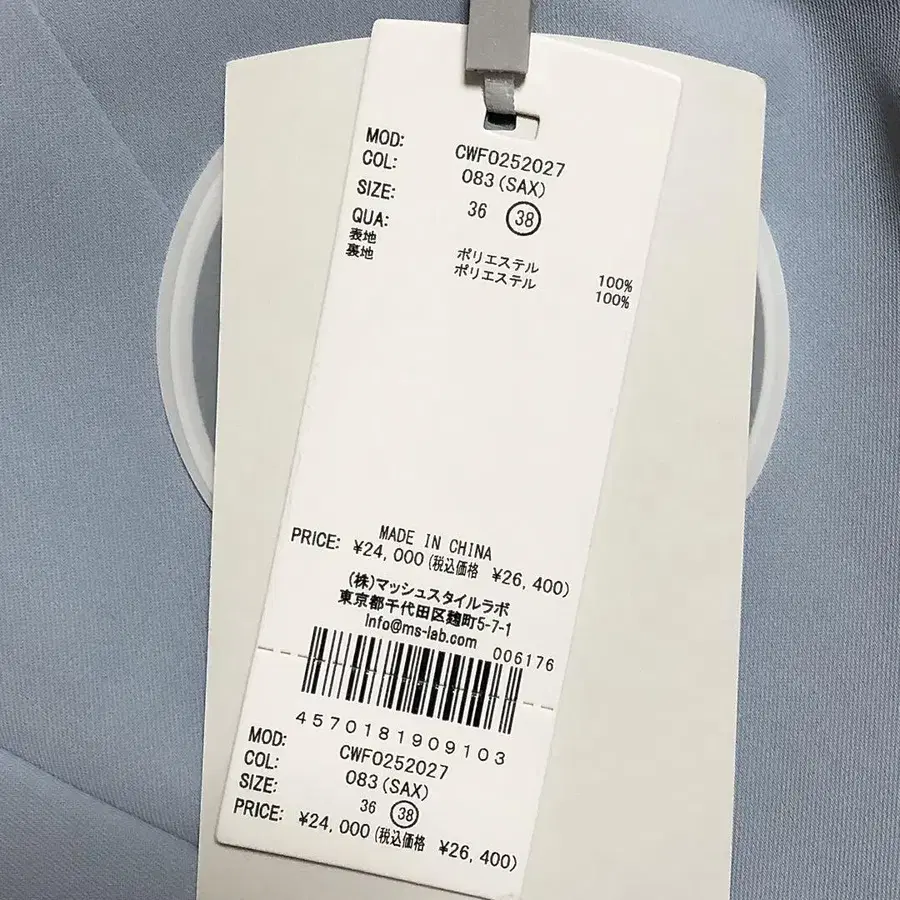 MOD: CWF0252027
COL: 083(SAX)
SIZE: 36 38
QUA:
表地 ポリエステル 100%
裏地 ポリエステル 100%
MADE IN CHINA
PRICE: ¥24,000(税込価格 ¥26,400)
(株)マッシュスタイルラボ
東京都千代田区麹町5-7-1
Info@ms-lab.com
006176
4570181909103
MOD: CWF0252027
COL: 083(SAX)
SIZE: 36 38
PRICE: ¥24,000(税込価格 ¥26,400)